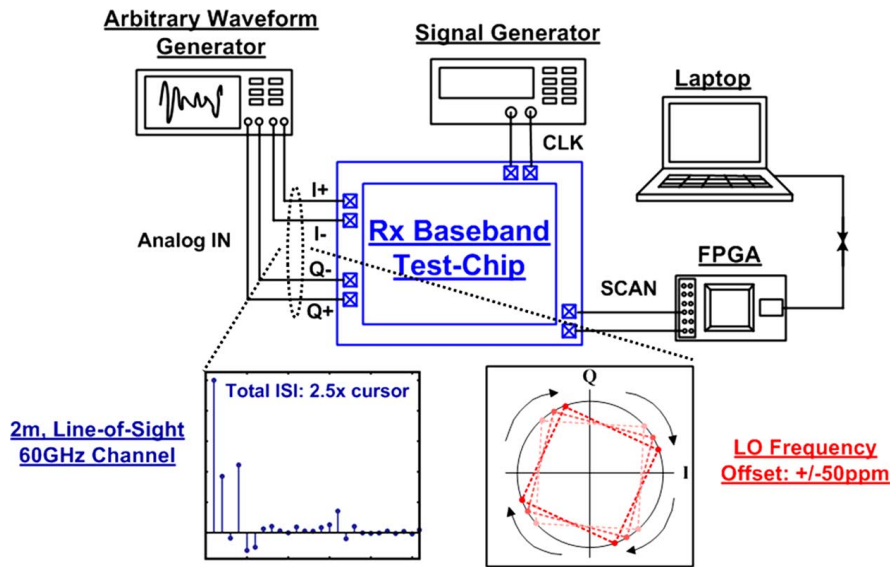 Arbitrary Waveform
Generator
Signal Generator
Laptop
CLK
I+
I-
Analog IN
Q-
Q+
Rx Baseband
Test-Chip
FPGA
SCAN
Total ISI: 2.5x cursor
2m, Line-of-Sight
60GHz Channel
Q
I
LO Frequency
Offset: +/-50ppm